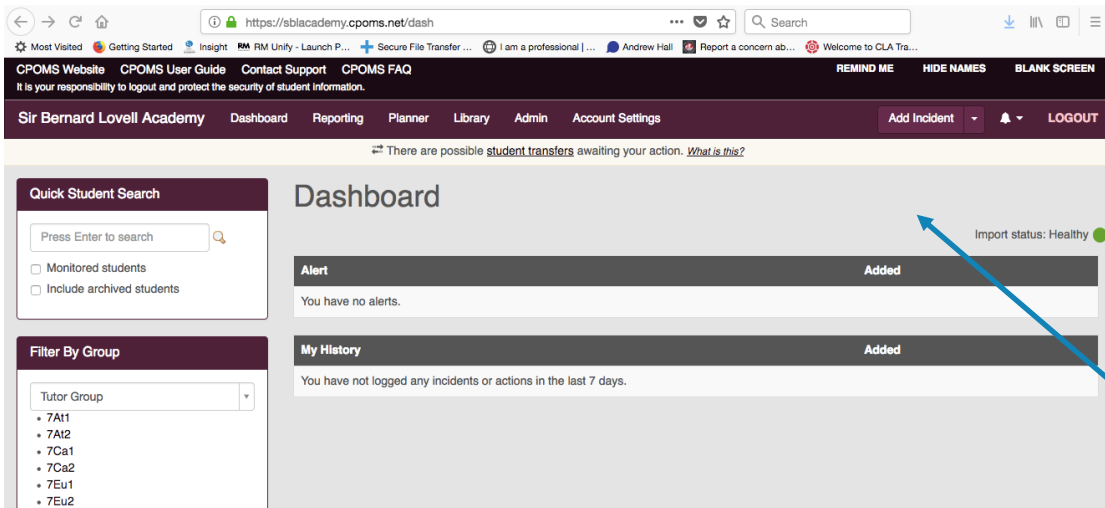 https://sblacademy.cpoms.net/dash
Search
Most Visited Getting Started Insight RM RM Unify - Launch P... Secure File Transfer ... I am a professional | ... Andrew Hall Report a concern ab... Welcome to CLA Tra...
CPOMS Website CPOMS User Guide Contact Support CPOMS FAQ REMIND ME HIDE NAMES BLANK SCREEN
It is your responsibility to logout and protect the security of student information.
Sir Bernard Lovell Academy Dashboard Reporting Planner Library Admin Account Settings Add Incident LOGOUT
There are possible student transfers awaiting your action. What is this?
Quick Student Search
Press Enter to search
Monitored students
Include archived students
Filter By Group
Tutor Group
7At1
7At2
7Ca1
7Ca2
7Eu1
7Eu2
Dashboard
Import status: Healthy
Alert Added
You have no alerts.
My History Added
You have not logged any incidents or actions in the last 7 days.